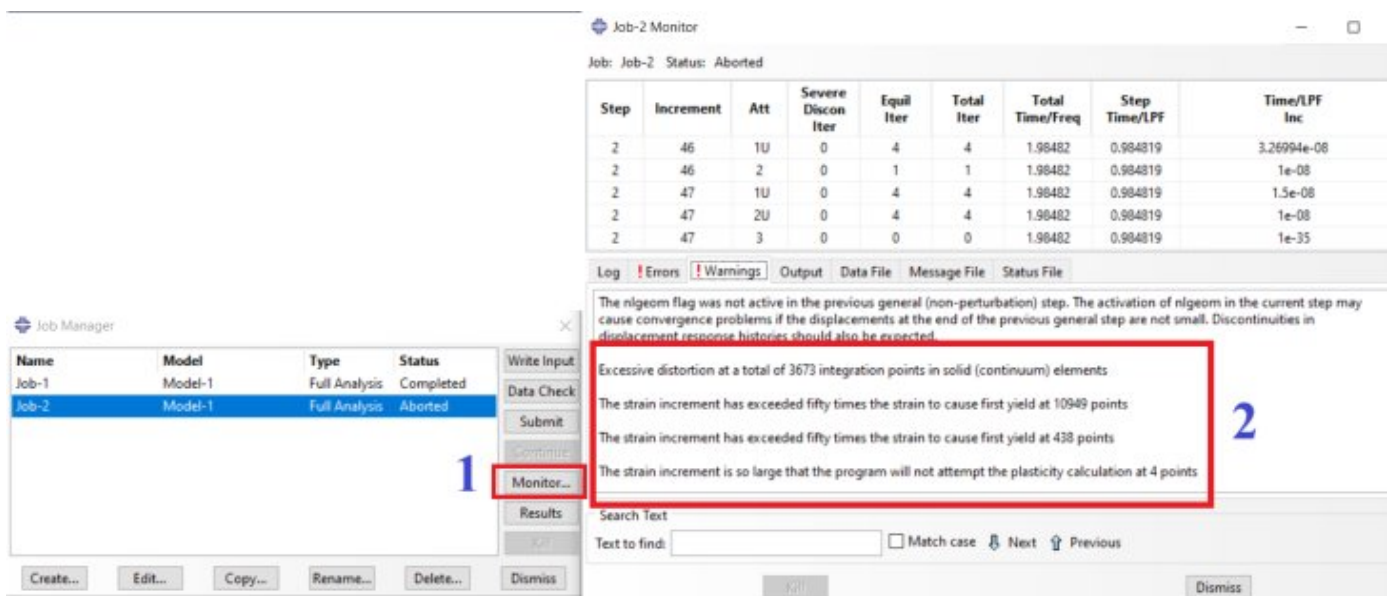 Job-2 Monitor
Job: Job-2 Status: Aborted
Step Increment Att Severe Discon Iter Equil Iter Total Iter Total Time/Freq Step Time/LPF Time/LPF Inc
2 46 1U 0 4 4 1.98482 0.984819 3.26994e-08
2 46 2 0 1 1 1.98482 0.984819 1e-08
2 47 1U 0 4 4 1.98482 0.984819 1.5e-08
2 47 2U 0 4 4 1.98482 0.984819 1e-08
2 47 3 0 0 0 1.98482 0.984819 1e-35
Log !Errors !Warnings Output Data File Message File Status File
The nlgeom flag was not active in the previous general (non-perturbation) step. The activation of nlgeom in the current step may
cause convergence problems if the displacements at the end of the previous general step are not small. Discontinuities in
displacement response histories should also be expected.
Excessive distortion at a total of 3673 integration points in solid (continuum) elements
The strain increment has exceeded fifty times the strain to cause first yield at 10949 points
The strain increment has exceeded fifty times the strain to cause first yield at 438 points
The strain increment is so large that the program will not attempt the plasticity calculation at 4 points
2
Search Text
Text to find: Match case Next Previous
Kill Dismiss
Job Manager
Name Model Type Status
Job-1 Model-1 Full Analysis Completed
Job-2 Model-1 Full Analysis Aborted
Write Input
Data Check
Submit
Continue
1
Monitor...
Results
Kill
Create... Edit... Copy... Rename... Delete... Dismiss